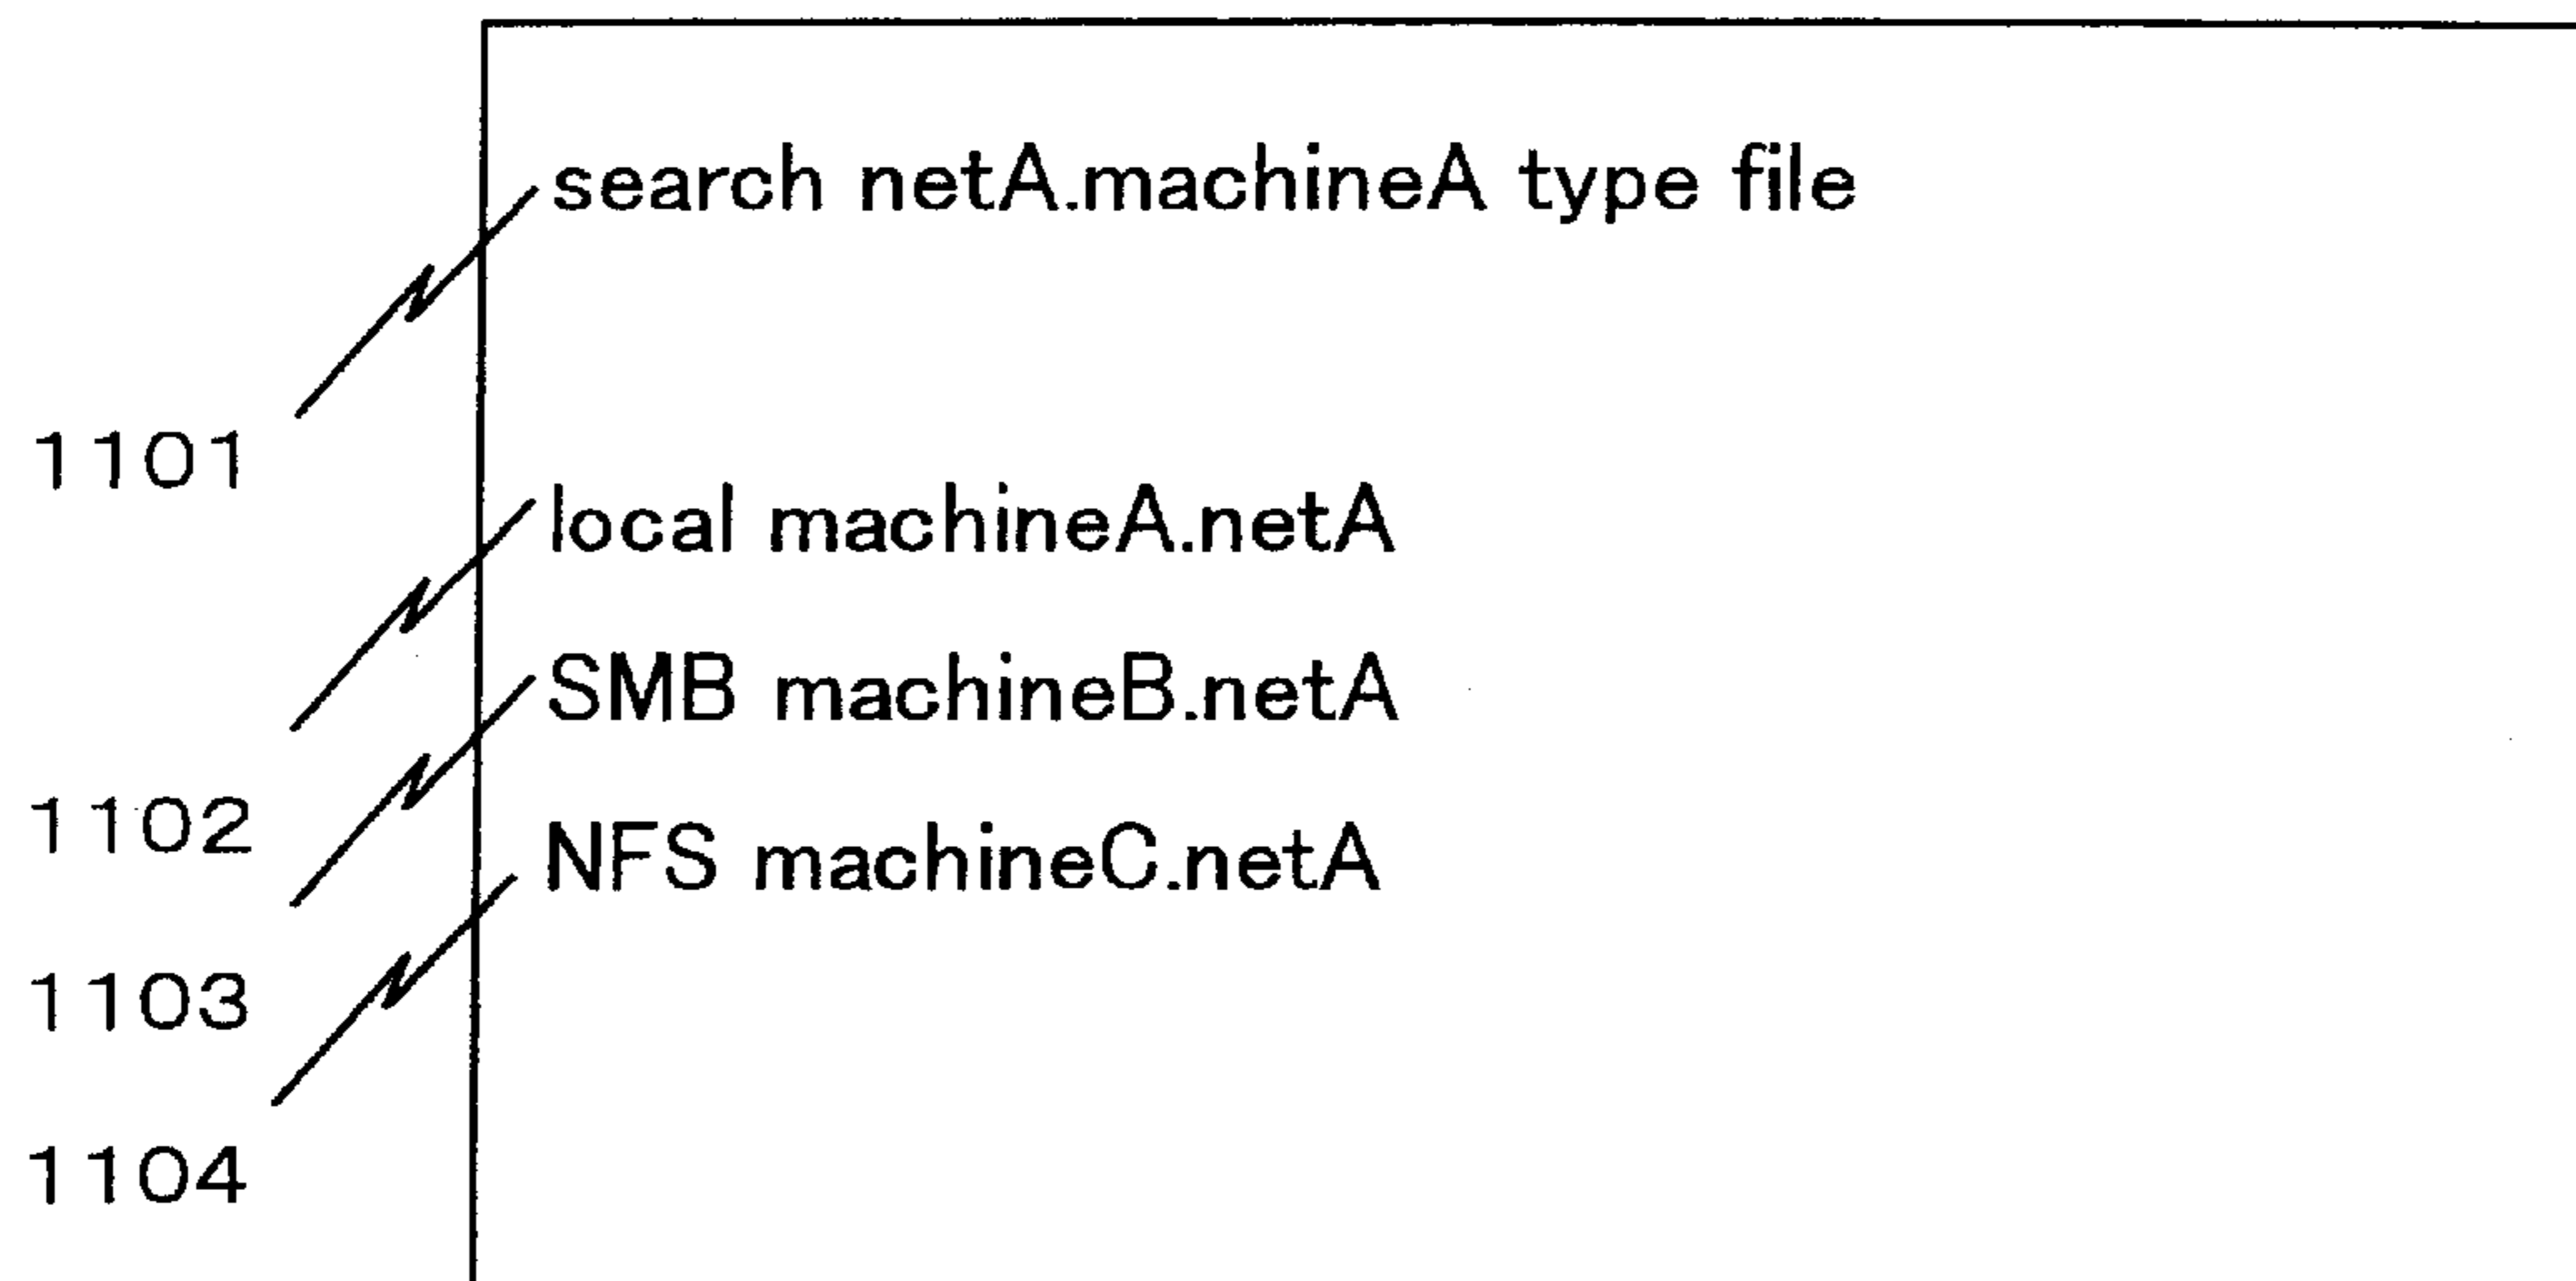 search netA.machineA type file
1101
local machineA.netA
SMB machineB.netA
1102
NFS machineC.netA
1103
1104